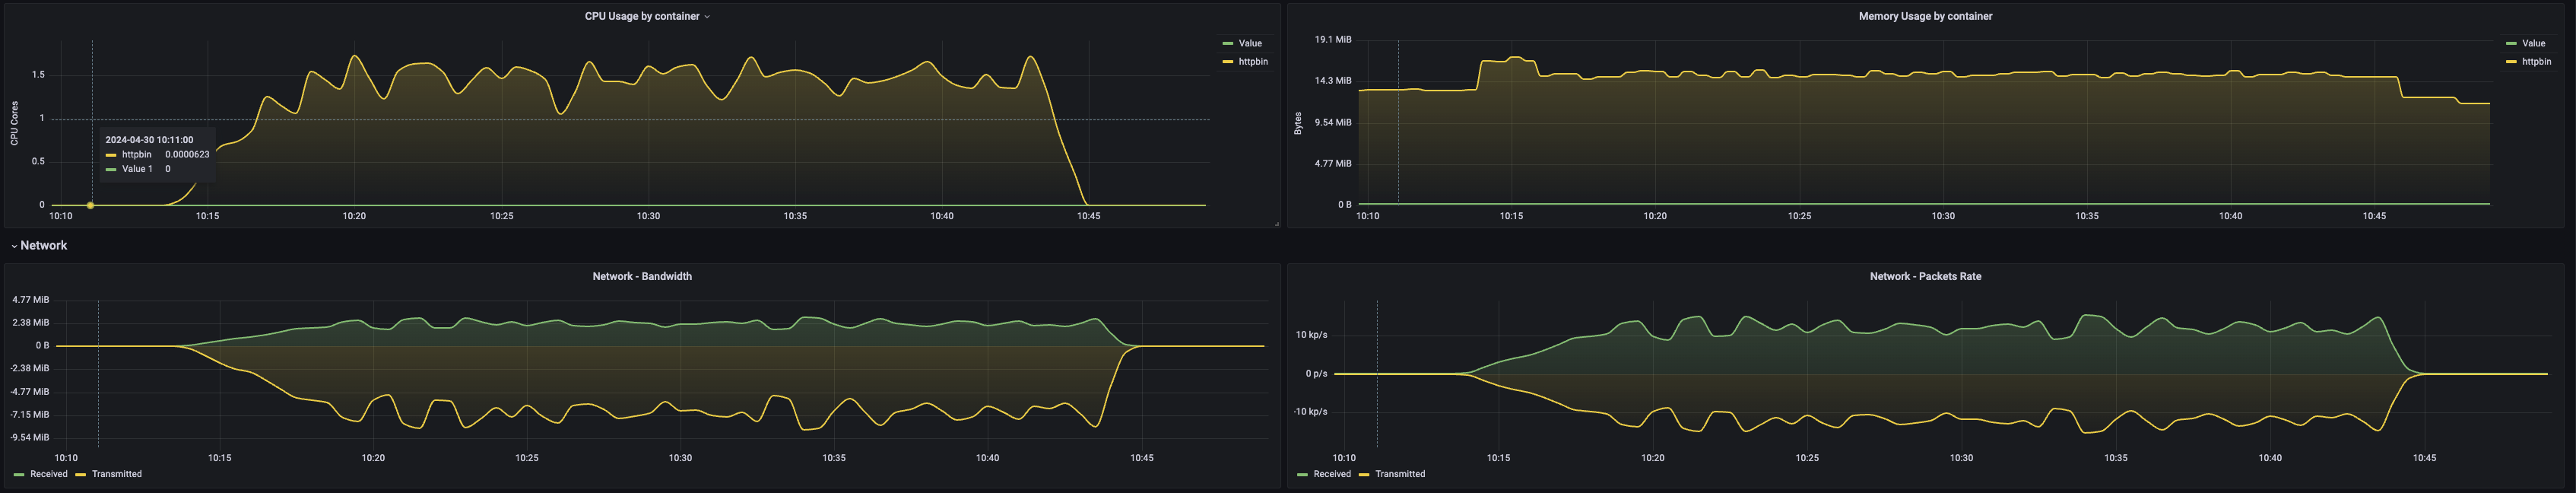 CPU Usage by container
CPU Cores
1.5
1
0.5
0
10:10 10:15 10:20 10:25 10:30 10:35 10:40 10:45
Value
httpbin
2024-04-30 10:11:00
httpbin 0.0000623
Value 1 0
Memory Usage by container
Bytes
19.1 MiB
14.3 MiB
9.54 MiB
4.77 MiB
0 B
10:10 10:15 10:20 10:25 10:30 10:35 10:40 10:45
Value
httpbin
Network
Network - Bandwidth
4.77 MiB
2.38 MiB
0 B
-2.38 MiB
-4.77 MiB
-7.15 MiB
-9.54 MiB
10:10 10:15 10:20 10:25 10:30 10:35 10:40 10:45
Received Transmitted
Network - Packets Rate
10 kp/s
0 p/s
-10 kp/s
10:10 10:15 10:20 10:25 10:30 10:35 10:40 10:45
Received Transmitted